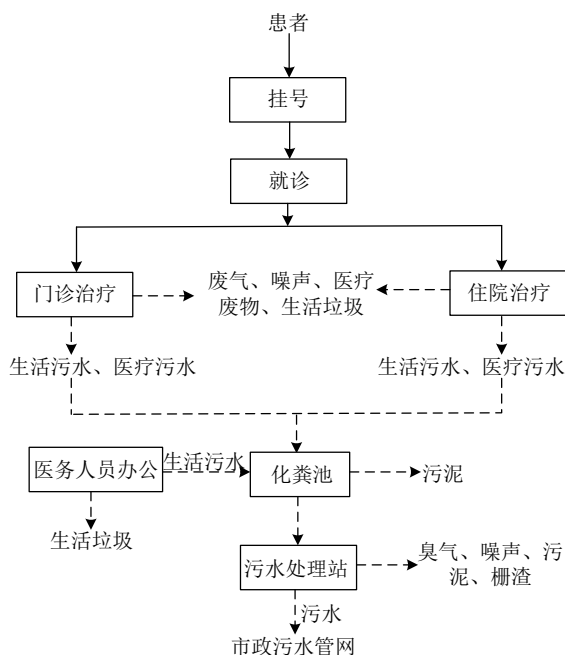 患者
挂号
就诊
门诊治疗
废气、噪声、医疗
废物、生活垃圾
住院治疗
生活污水、医疗污水
生活污水、医疗污水
医务人员办公
生活污水
化粪池
污泥
生活垃圾
污水处理站
臭气、噪声、污
泥、栅渣
污水
市政污水管网